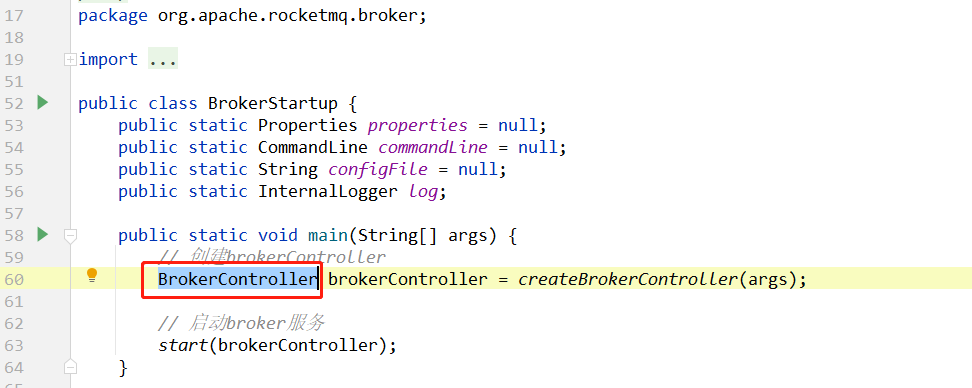 17 package org.apache.rocketmq.broker;
18
19 import ...
51
52 public class BrokerStartup {
53 public static Properties properties = null;
54 public static CommandLine commandLine = null;
55 public static String configFile = null;
56 public static InternalLogger log;
57
58 public static void main(String[] args) {
59 // 创建brokerController
60 BrokerController brokerController = createBrokerController(args);
61
62 // 启动broker服务
63 start(brokerController);
64 }